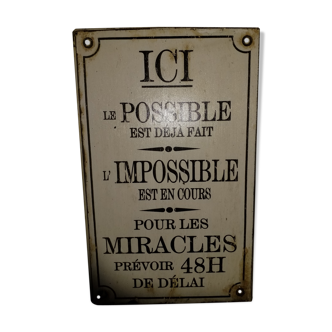 ICI
LE POSSIBLE
EST DÉJA FAIT
L'IMPOSSIBLE
EST EN COURS
POUR LES
MIRACLES
PRÉVOIR 48H
DE DÉLAI